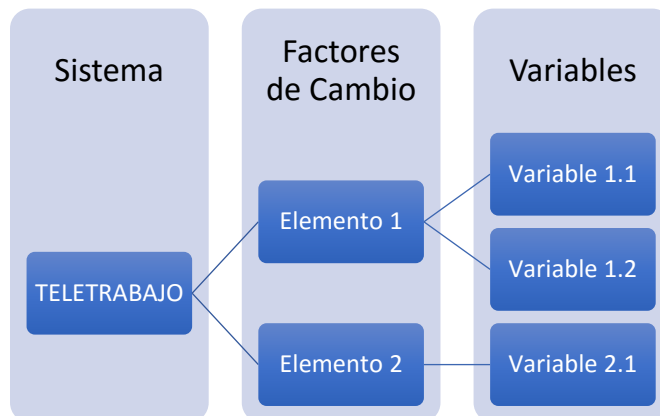 Sistema
Factores
de Cambio
Variables
TELETRABAJO
Elemento 1
Elemento 2
Variable 1.1
Variable 1.2
Variable 2.1